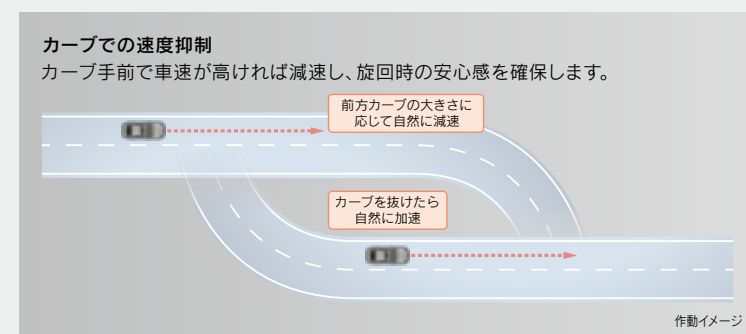 カーブでの速度抑制
カーブ手前で車速が高ければ減速し、旋回時の安心感を確保します。
前方カーブの大きさに
応じて自然に減速
カーブを抜けたら
自然に加速
作動イメージ